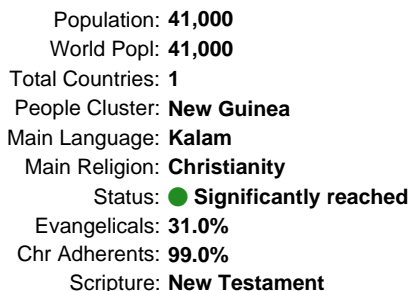 Population: 41,000
World Popl: 41,000
Total Countries: 1
People Cluster: New Guinea
Main Language: Kalam
Main Religion: Christianity
Status: Significantly reached
Evangelicals: 31.0%
Chr Adherents: 99.0%
Scripture: New Testament